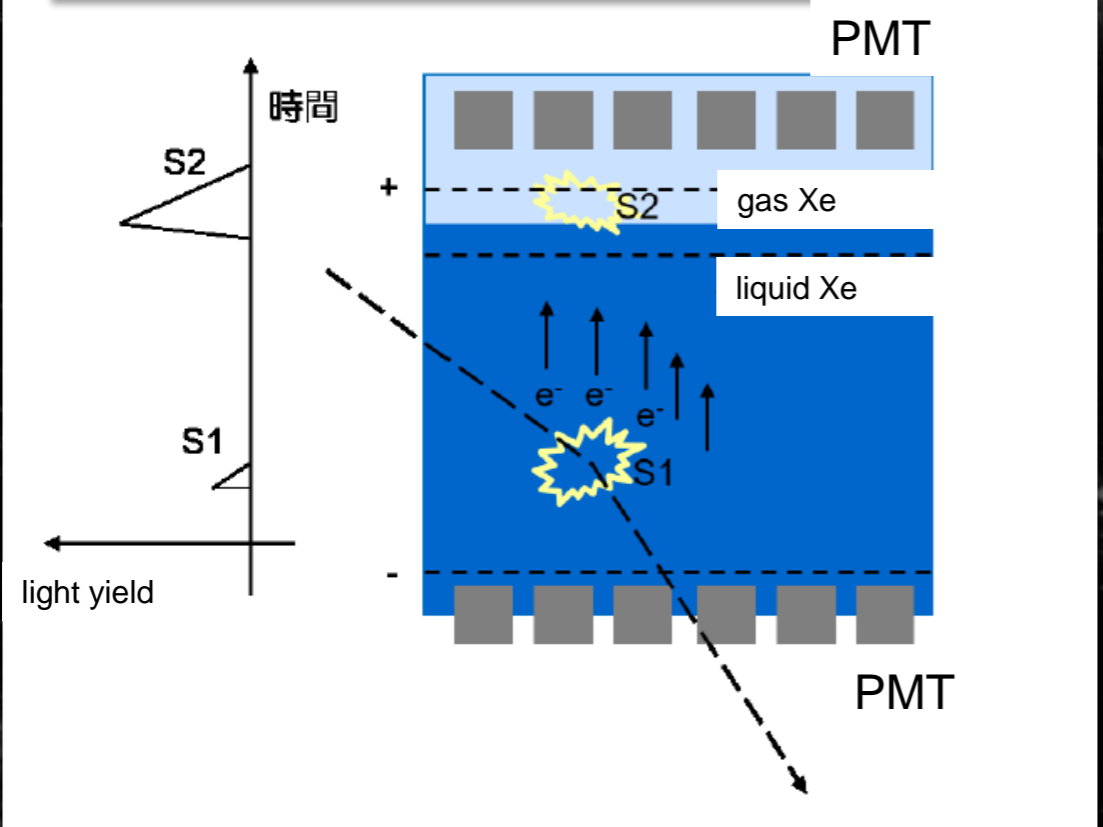 PMT
時間
S2
+
S2
gas Xe
liquid Xe
e-
e-
e-
S1
S1
-
light yield
PMT